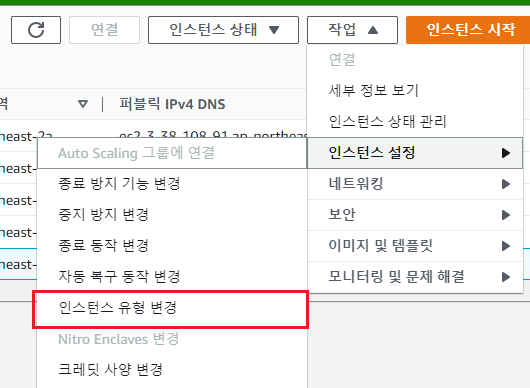 연결
인스턴스 상태
작업
인스턴스 시작
역
퍼블릭 IPv4 DNS
연결
세부 정보 보기
인스턴스 상태 관리
인스턴스 설정
네트워킹
보안
이미지 및 템플릿
모니터링 및 문제 해결
heast-2a
ec2-3-38-108-91.ap-northeas
heast-
heast-
heast-
heast-
Auto Scaling 그룹에 연결
종료 방지 기능 변경
중지 방지 변경
종료 동작 변경
자동 복구 동작 변경
인스턴스 유형 변경
Nitro Enclaves 변경
크레딧 사양 변경